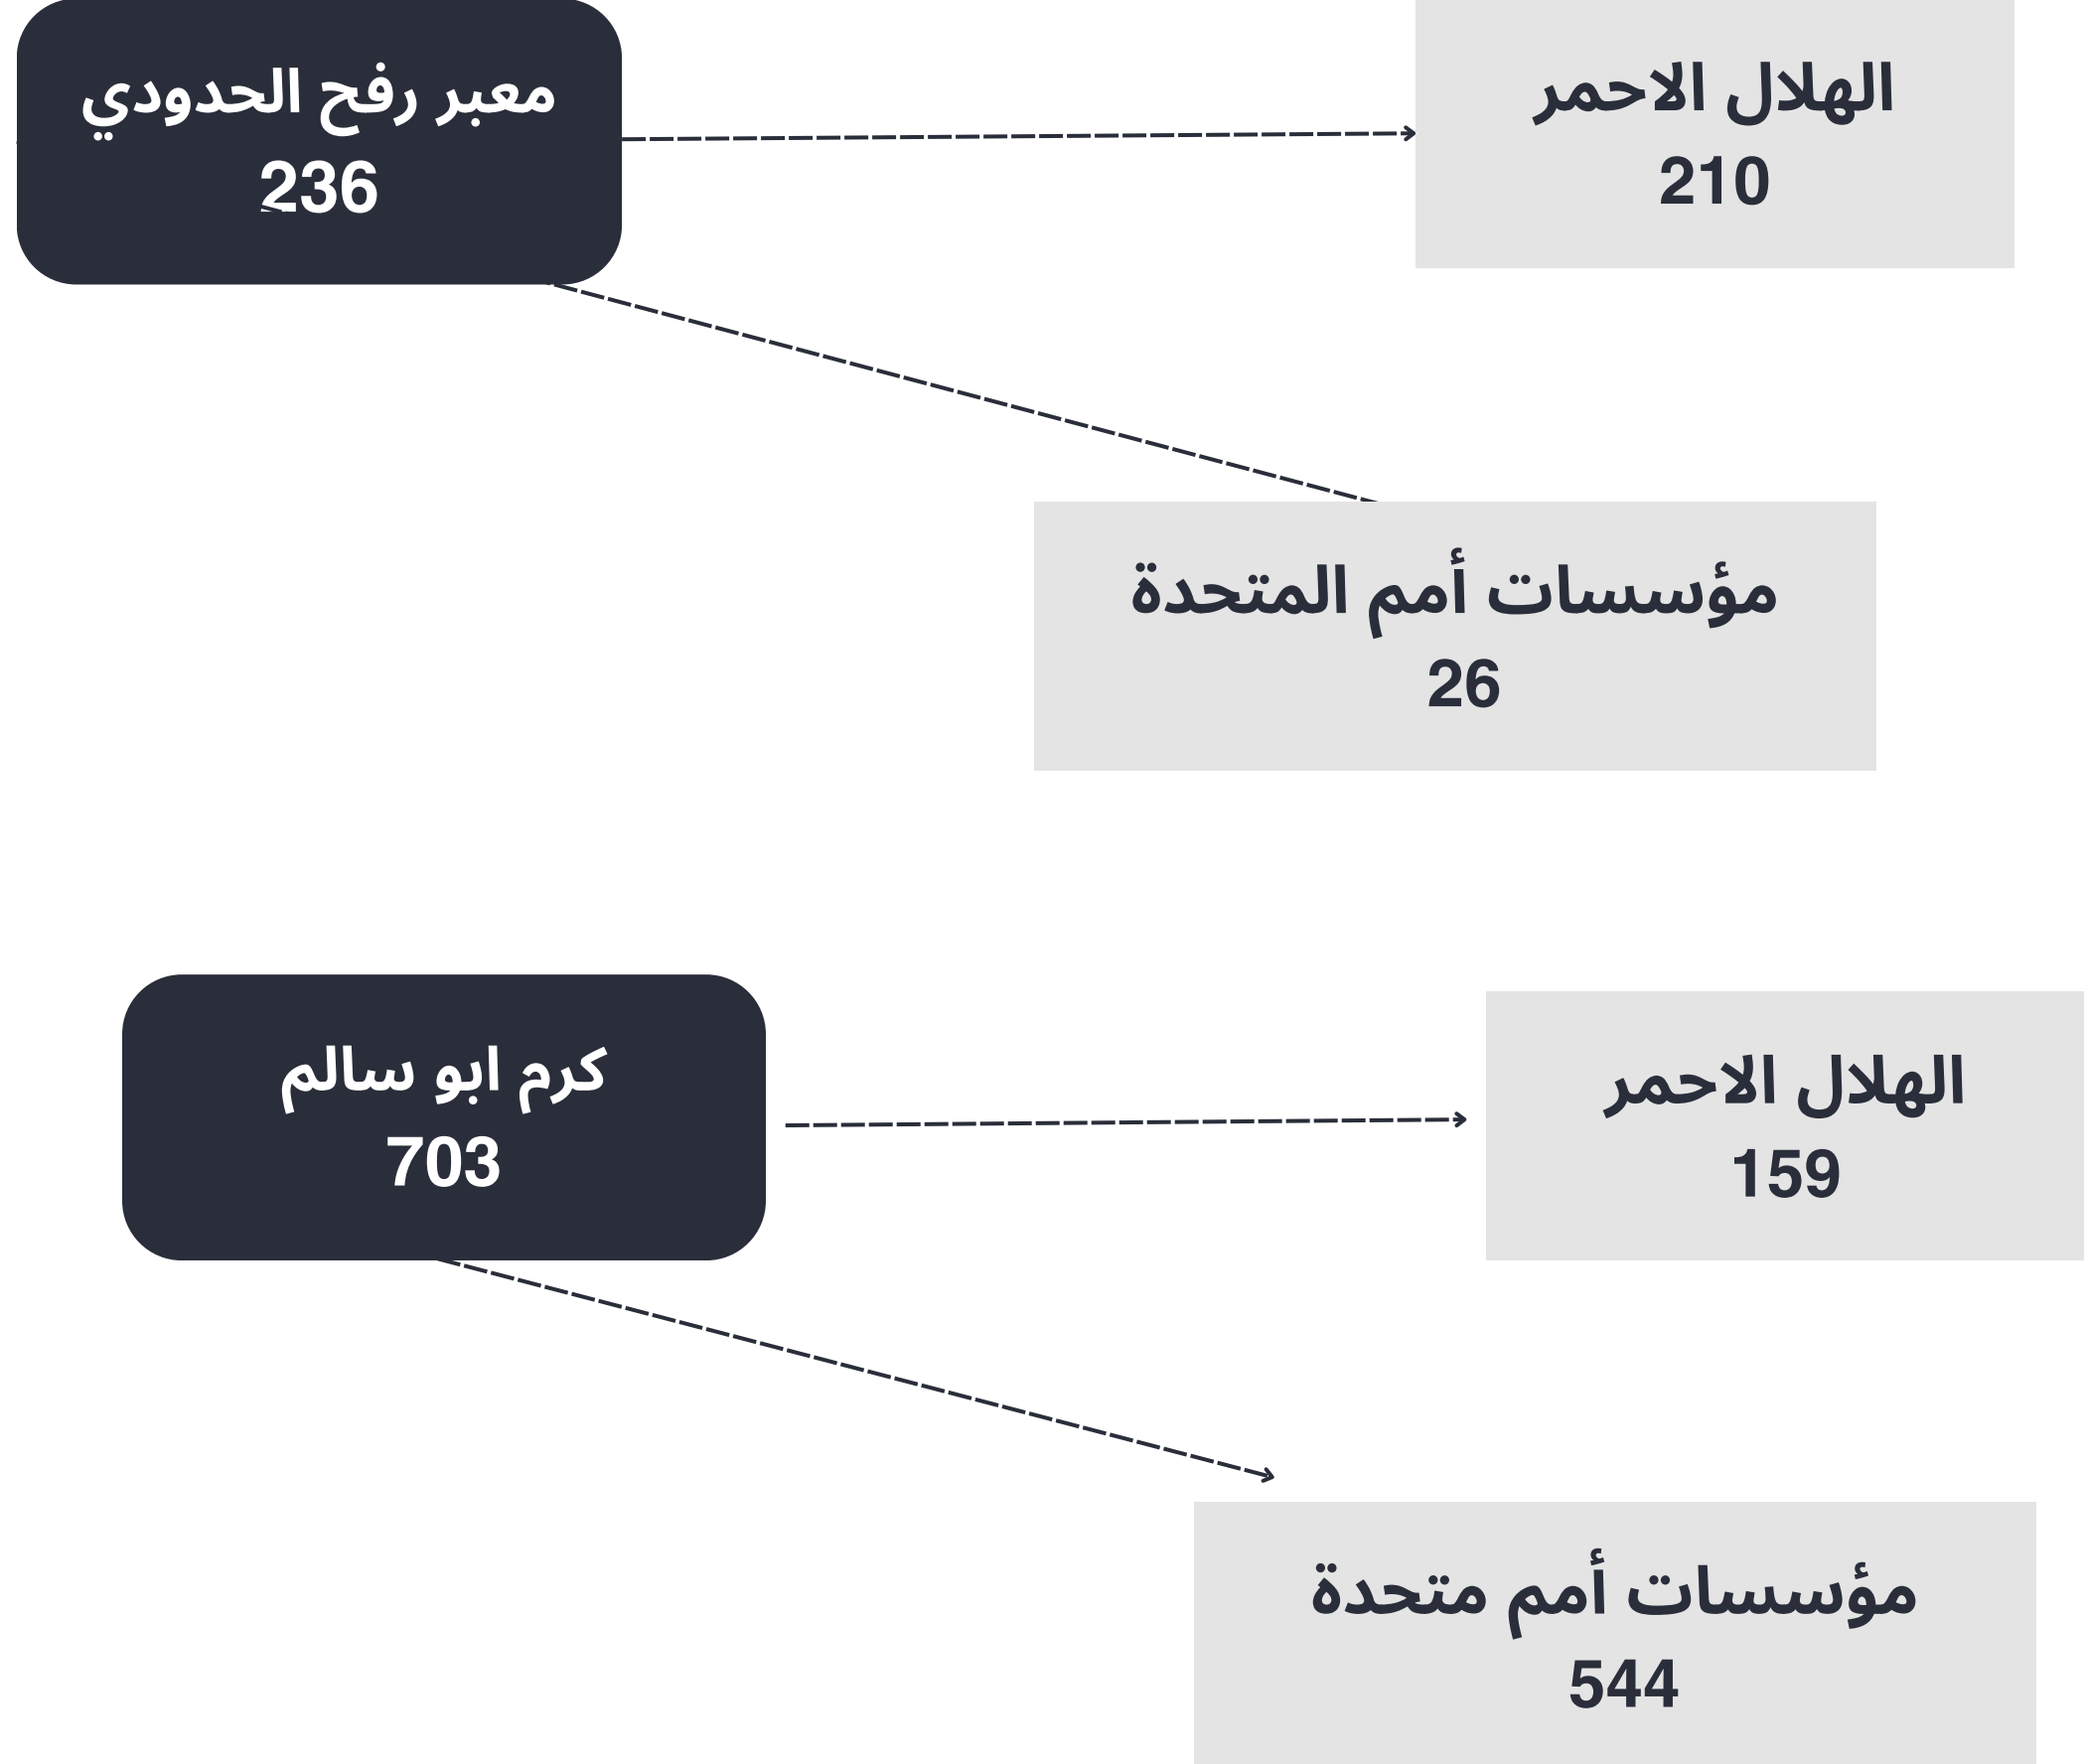 معبر رفح الحدودي
236
الهلال الاحمر
210
مؤسسات أمم المتحدة
26
كرم ابو سالم
703
الهلال الاحمر
159
مؤسسات أمم متحدة
544